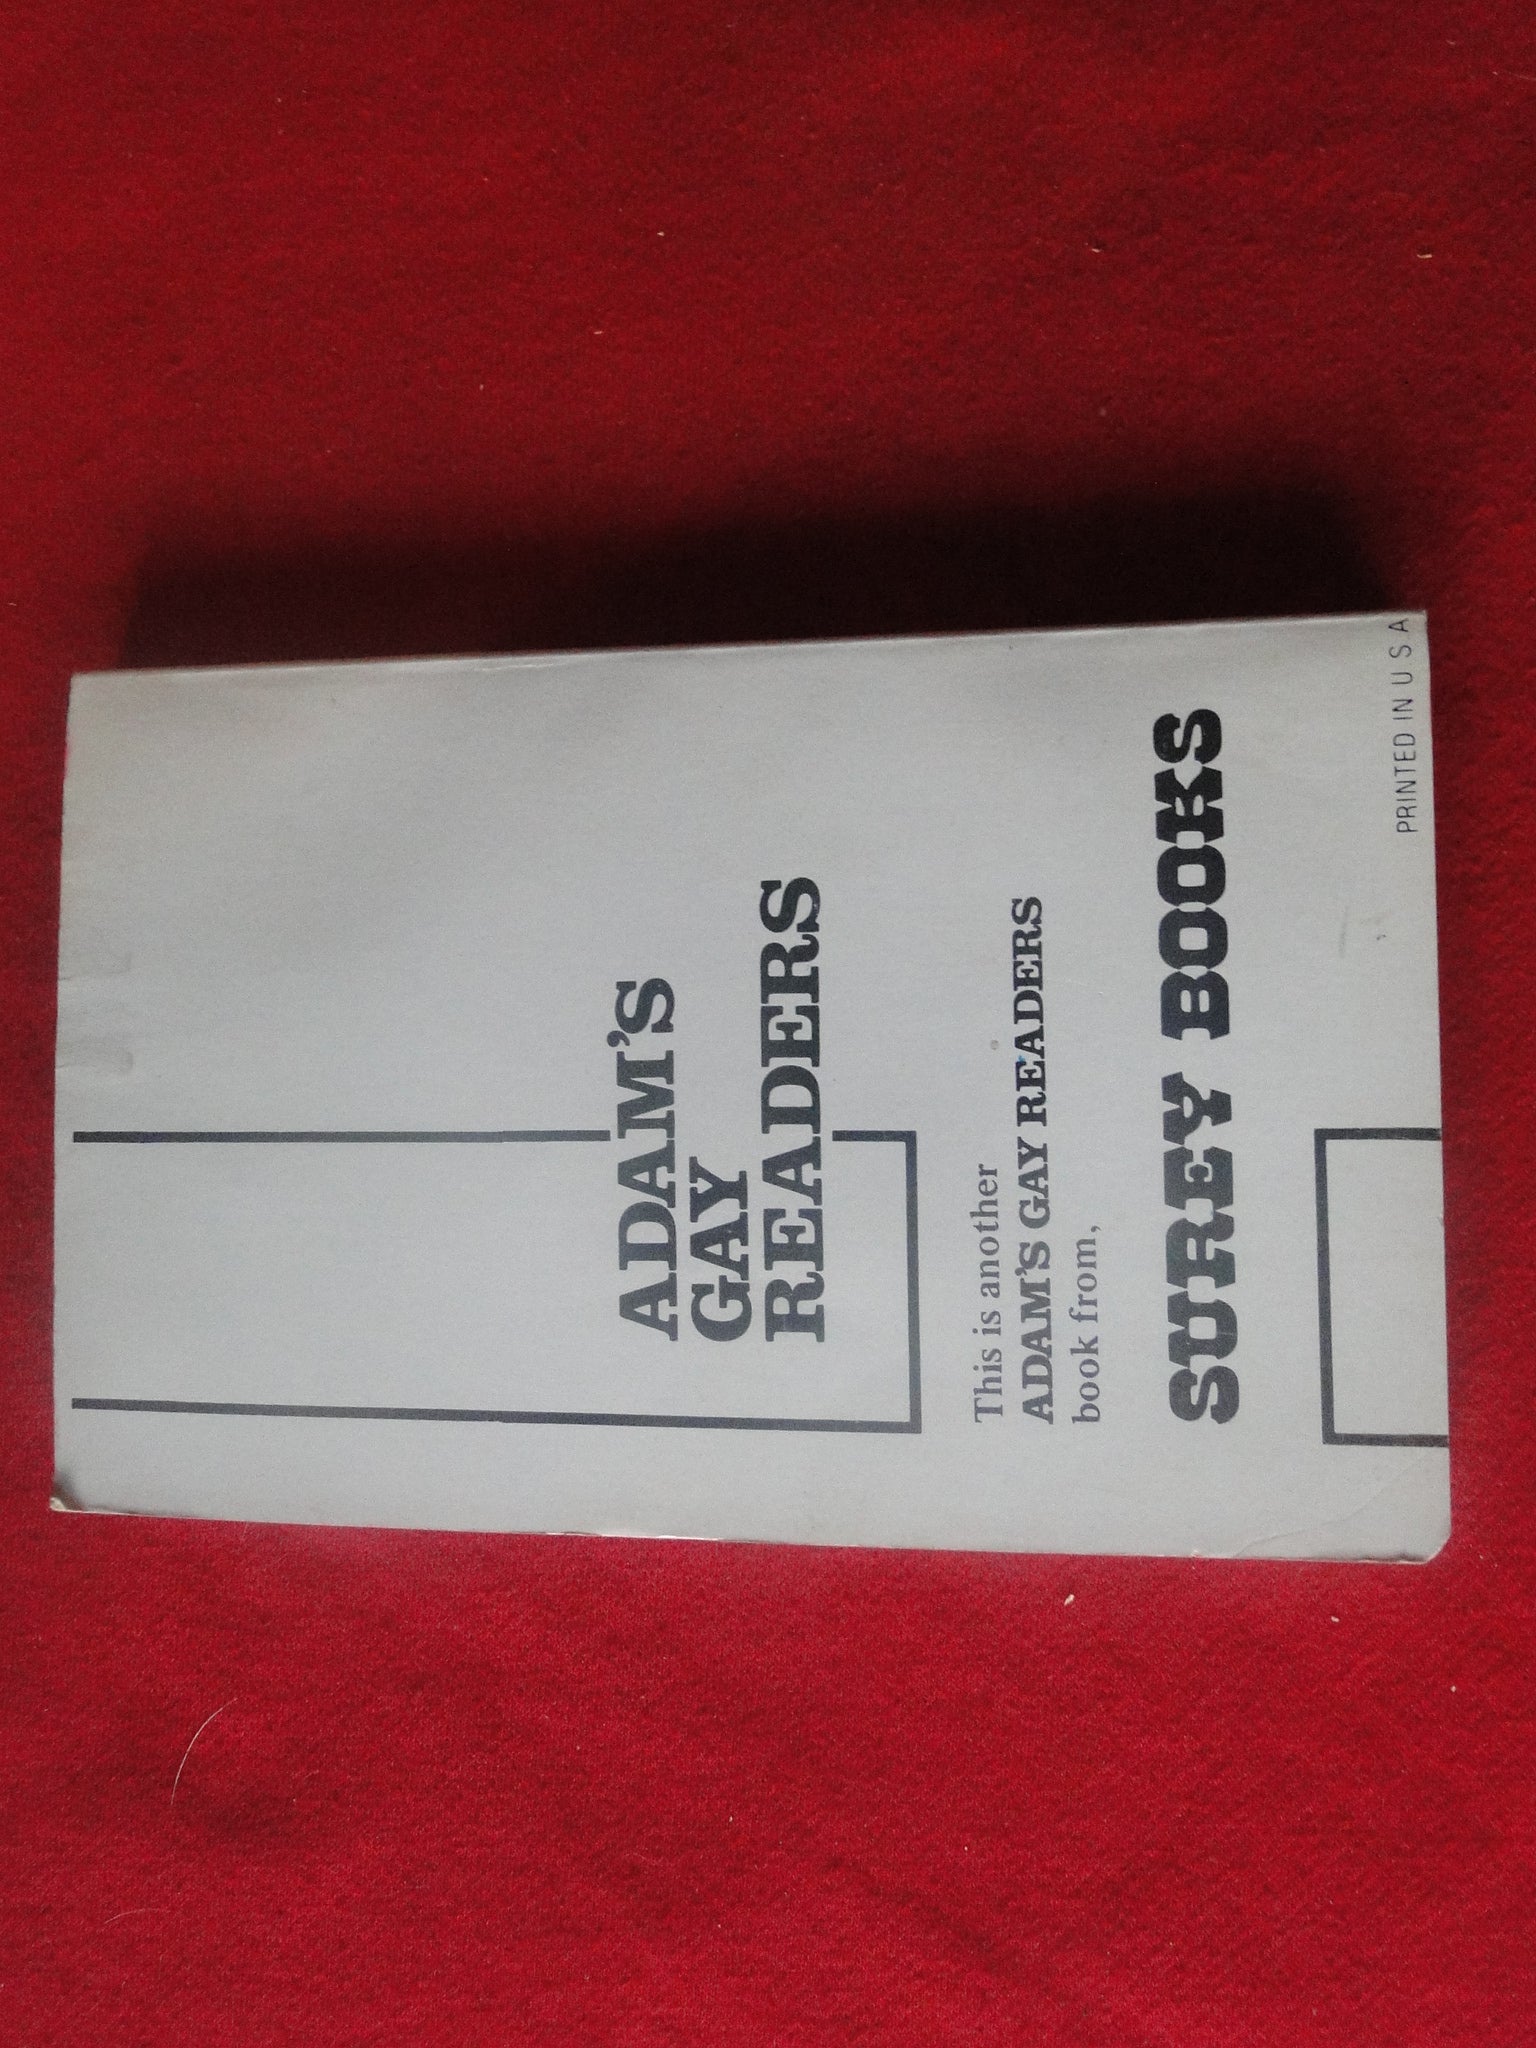 ADAM'S
GAY
READERS
This is another
ADAM'S GAY READERS
book from,
SUREY BOOKS
PRINTED IN U S A